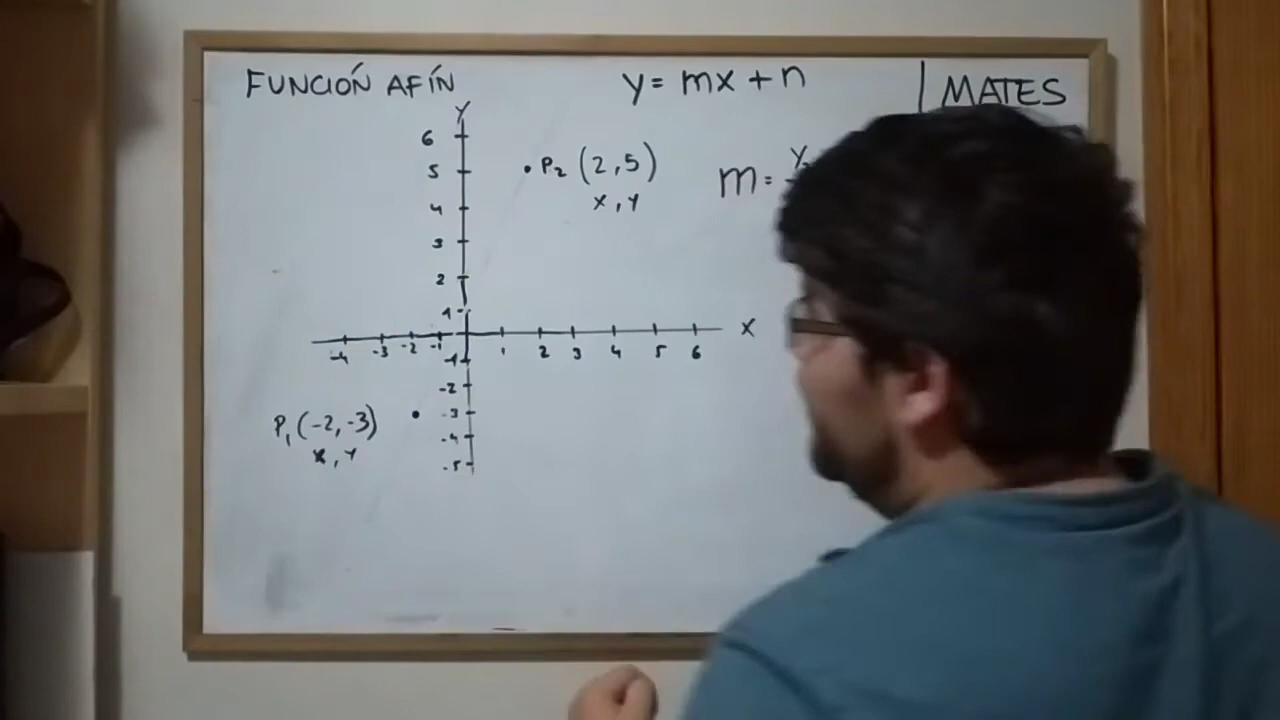 FUNCIÓN AFÍN
y = mx + n
MATES
Y
6
5
4
3
2
1
• P₂ (2,5)
X, Y
m =
X
-4 -3 -2 -1 1 2 3 4 5 6
-1
-2
-3
-4
-5
P₁ (-2,-3) •
X, Y